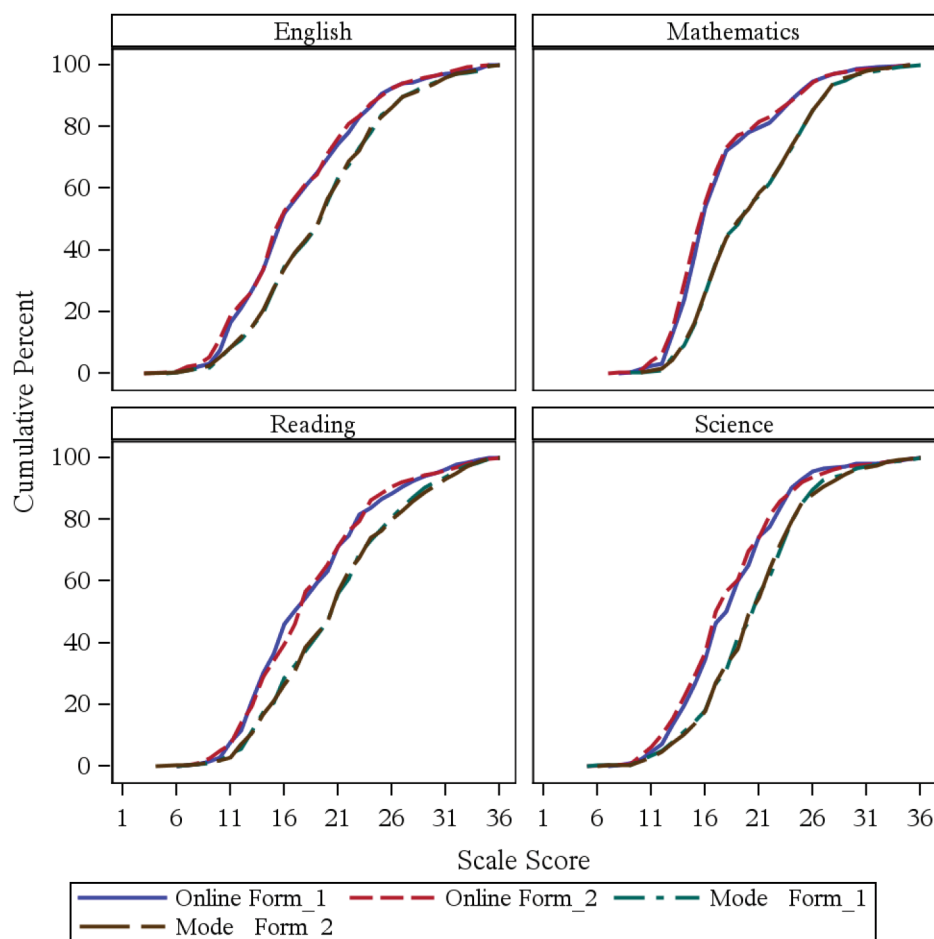 English Mathematics
100
80
60
40
20
0
Reading Science
100
80
60
40
20
0
Cumulative Percent
1 6 11 16 21 26 31 36 1 6 11 16 21 26 31 36
Scale Score
Online Form_1 Online Form_2 Mode Form_1
Mode Form_2